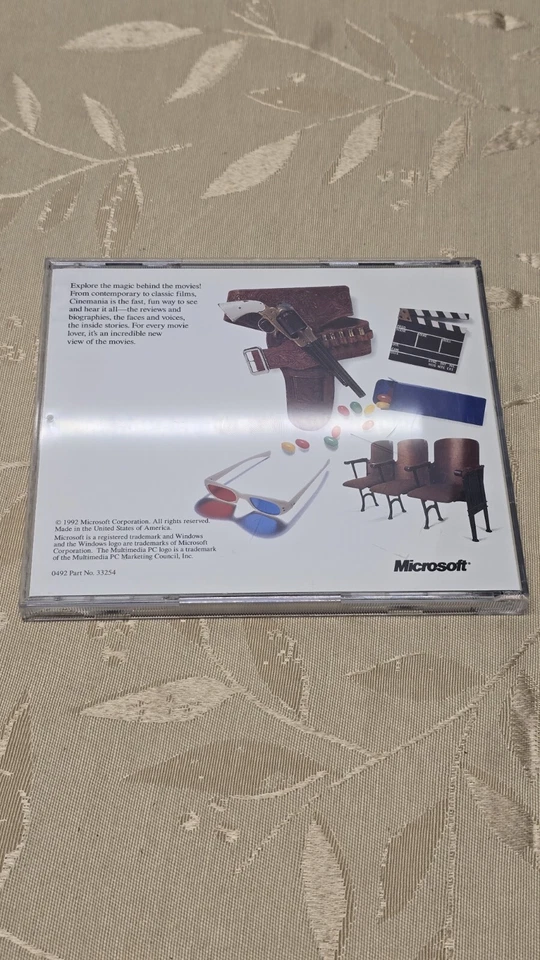 Explore the magic behind the movies!
From contemporary to classic films,
Cinemania is the fast, fun way to see
and hear it all—the reviews and
biographies, the faces and voices,
the inside stories. For every movie
lover, it's an incredible new
view of the movies.
© 1992 Microsoft Corporation. All rights reserved.
Made in the United States of America.
Microsoft is a registered trademark and Windows
and the Windows logo are trademarks of Microsoft
Corporation. The Multimedia PC logo is a trademark
of the Multimedia PC Marketing Council, Inc.
0492 Part No. 33254
Microsoft®